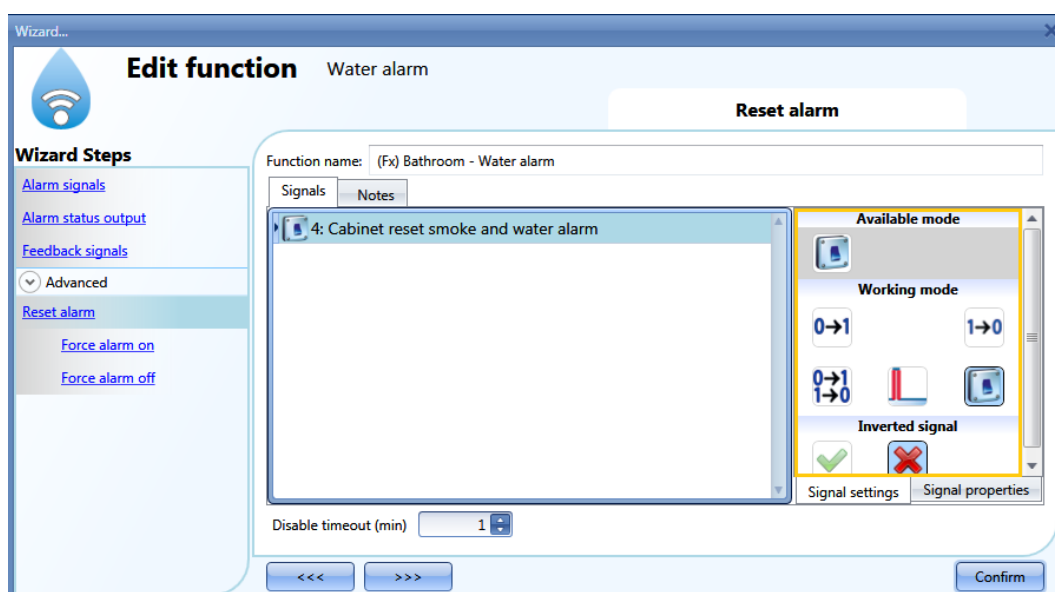 Wizard...
Edit function Water alarm
Reset alarm
Wizard Steps
Alarm signals
Alarm status output
Feedback signals
Advanced
Reset alarm
Force alarm on
Force alarm off
Function name: (Fx) Bathroom - Water alarm
Signals Notes
4: Cabinet reset smoke and water alarm
Available mode
Working mode
0→1 1→0
0→1
1→0
Inverted signal
Signal settings Signal properties
Disable timeout (min) 1
<<< >>> Confirm